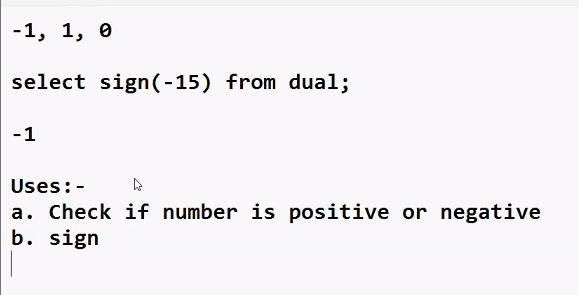 -1, 1, 0
select sign(-15) from dual;
-1
Uses:-
a. Check if number is positive or negative
b. sign